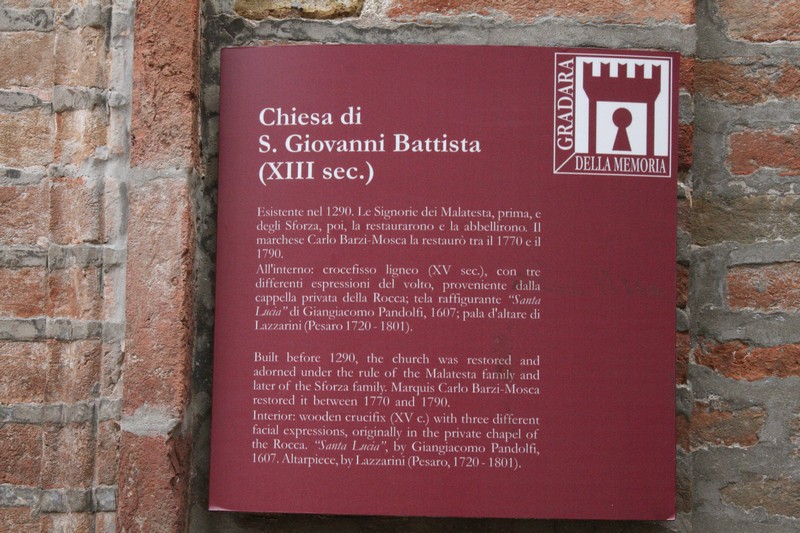 Chiesa di
S. Giovanni Battista
(XIII sec.)
GRADARA
DELLA MEMORIA
Esistente nel 1290. Le Signorie dei Malatesta, prima, e
degli Sforza, poi, la restaurarono e la abbellirono. Il
marchese Carlo Barzi-Mosca la restaurò tra il 1770 e il
1790.
All'interno: crocefisso ligneo (XV sec.), con tre
differenti espressioni del volto, proveniente dalla
cappella privata della Rocca; tela raffigurante “Santa
Lucia” di Giangiacomo Pandolfi, 1607; pala d'altare di
Lazzarini (Pesaro 1720 - 1801).
Built before 1290, the church was restored and
adorned under the rule of the Malatesta family and
later of the Sforza family. Marquis Carlo Barzi-Mosca
restored it between 1770 and 1790.
Interior: wooden crucifix (XV c.) with three different
facial expressions, originally in the private chapel of
the Rocca. “Santa Lucia”, by Giangiacomo Pandolfi,
1607. Altarpiece, by Lazzarini (Pesaro, 1720 - 1801).